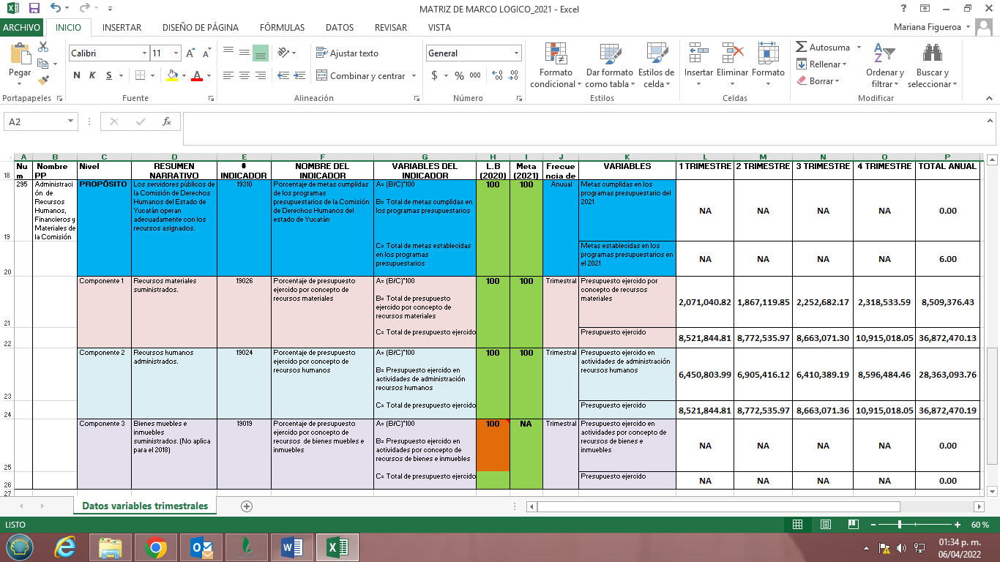 MATRIZ DE MARCO LOGICO_2021 - Excel
ARCHIVO INICIO INSERTAR DISEÑO DE PÁGINA FÓRMULAS DATOS REVISAR VISTA Mariana Figueroa
Calibri 11 Ajustar texto General Autosuma
Pegar N K S Combinar y centrar $ % 000 Formato condicional Dar formato como tabla Estilos de celda Insertar Eliminar Formato Rellenar Borrar Ordenar y filtrar Buscar y seleccionar
Portapapeles Fuente Alineación Número Estilos Celdas Modificar
A2 fx
A B C D E F G H I J K L M N O P
18 Nu m Nombre PP Nivel RESUMEN NARRATIVO # INDICADOR NOMBRE DEL INDICADOR VARIABLES DEL INDICADOR L.B (2020) Meta (2021) Frecue ncia de VARIABLES 1 TRIMESTRE 2 TRIMESTRE 3 TRIMESTRE 4 TRIMESTRE TOTAL ANUAL
295 Administraci ón de Recursos Humanos, Financieros y Materiales de la Comisión
PROPÓSITO Los servidores públicos de la Comisión de Derechos Humanos del Estado de Yucatán operan adecuadamente con los recursos asignados. 19310 Porcentaje de metas cumplidas de los programas presupuestarios de la Comisión de Derechos Humanos del estado de Yucatán
A= (B/C)*100
B= Total de metas cumplidas en los programas presupuestarios
C= Total de metas establecidas en los programas presupuestarios
100 100 Anual
19 Metas cumplidas en los programas presupuestario del 2021 NA NA NA NA 0.00
20 Metas establecidas en los programas presupuestarios en el 2021 NA NA NA NA 6.00
Componente 1 Recursos materiales suministrados. 19026 Porcentaje de presupuesto ejercido por concepto de recursos materiales
A= (B/C)*100
B= Total de presupuesto ejercido por concepto de recursos materiales
C= Total de presupuesto ejercido
100 100 Trimestral
21 Presupuesto ejercido por concepto de recursos materiales 2,071,040.82 1,867,119.85 2,252,682.17 2,318,533.59 8,509,376.43
22 Presupuesto ejercido 8,521,844.81 8,772,535.97 8,663,071.30 10,915,018.05 36,872,470.13
Componente 2 Recursos humanos administrados. 19024 Porcentaje de presupuesto ejercido por concepto de recursos humanos
A= (B/C)*100
B= Presupuesto ejercido en actividades de administración recursos humanos
C= Total de presupuesto ejercido
100 100 Trimestral
23 Presupuesto ejercido en actividades de administración recursos humanos 6,450,803.99 6,905,416.12 6,410,389.19 8,596,484.46 28,363,093.76
24 Presupuesto ejercido 8,521,844.81 8,772,535.97 8,663,071.36 10,915,018.05 36,872,470.19
Componente 3 Bienes muebles e inmuebles suministrados. (No aplica para el 2018) 19019 Porcentaje de presupuesto ejercido por concepto de recursos de bienes muebles e inmuebles
A= (B/C)*100
B= Presupuesto ejercido en actividades por concepto de recursos de bienes e inmuebles
C= Total de presupuesto ejercido
100 NA Trimestral
25 Presupuesto ejercido en actividades por concepto de recursos de bienes e inmuebles NA NA NA NA 0.00
26 Presupuesto ejercido NA NA NA NA 0.00
27
Datos variables trimestrales
LISTO 60 %
01:34 p. m.
06/04/2022